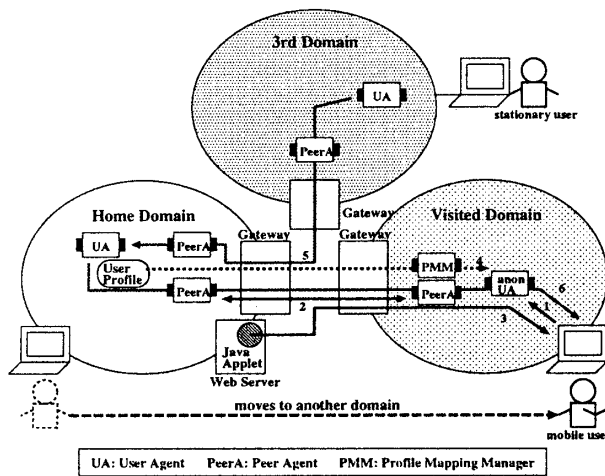 3rd Domain
UA
stationary user
PeerA
Gateway
Home Domain
Gateway
Gateway
Visited Domain
UA
PeerA
5
PMM
4
User
Profile
anon
UA
6
PeerA
PeerA
1
2
3
Java
Applet
Web Server
moves to another domain
mobile use
UA: User Agent PeerA: Peer Agent PMM: Profile Mapping Manager